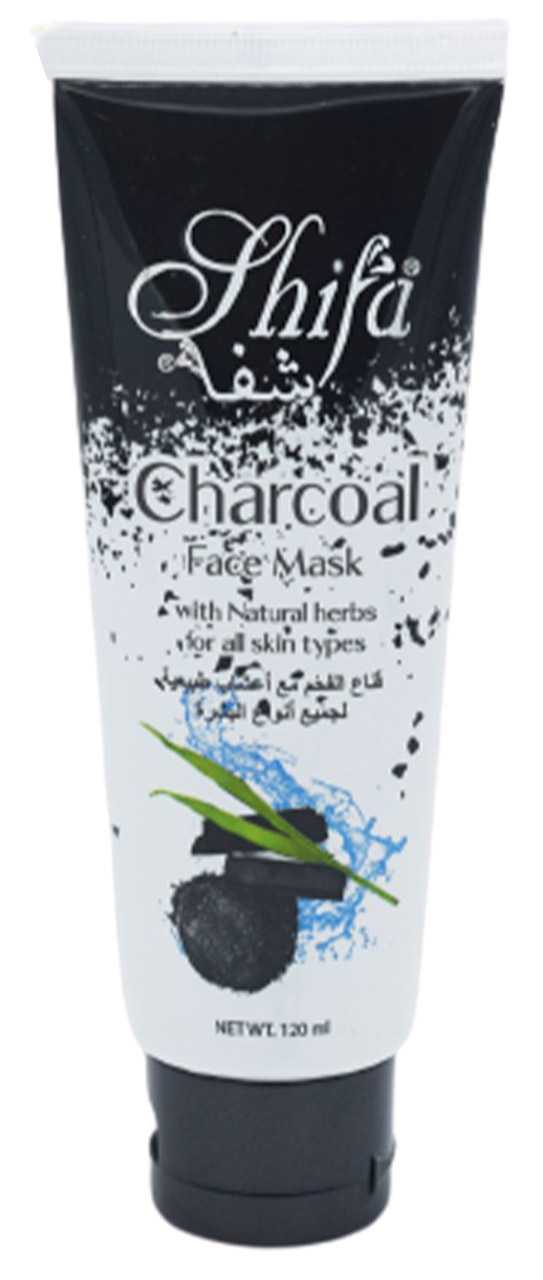 Shifa®
شفا®
Charcoal
Face Mask
with Natural herbs
for all skin types
قناع الفحم مع أعشاب طبيعية
لجميع أنواع البشرة
NET WT. 120 ml